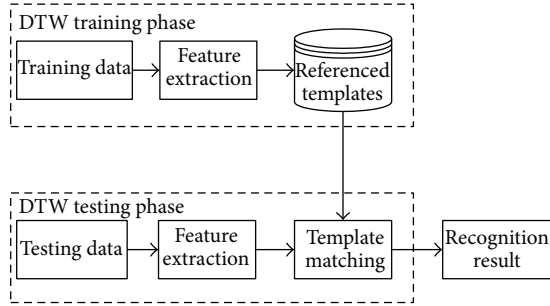 DTW training phase
Training data
Feature
extraction
Referenced
templates
DTW testing phase
Testing data
Feature
extraction
Template
matching
Recognition
result